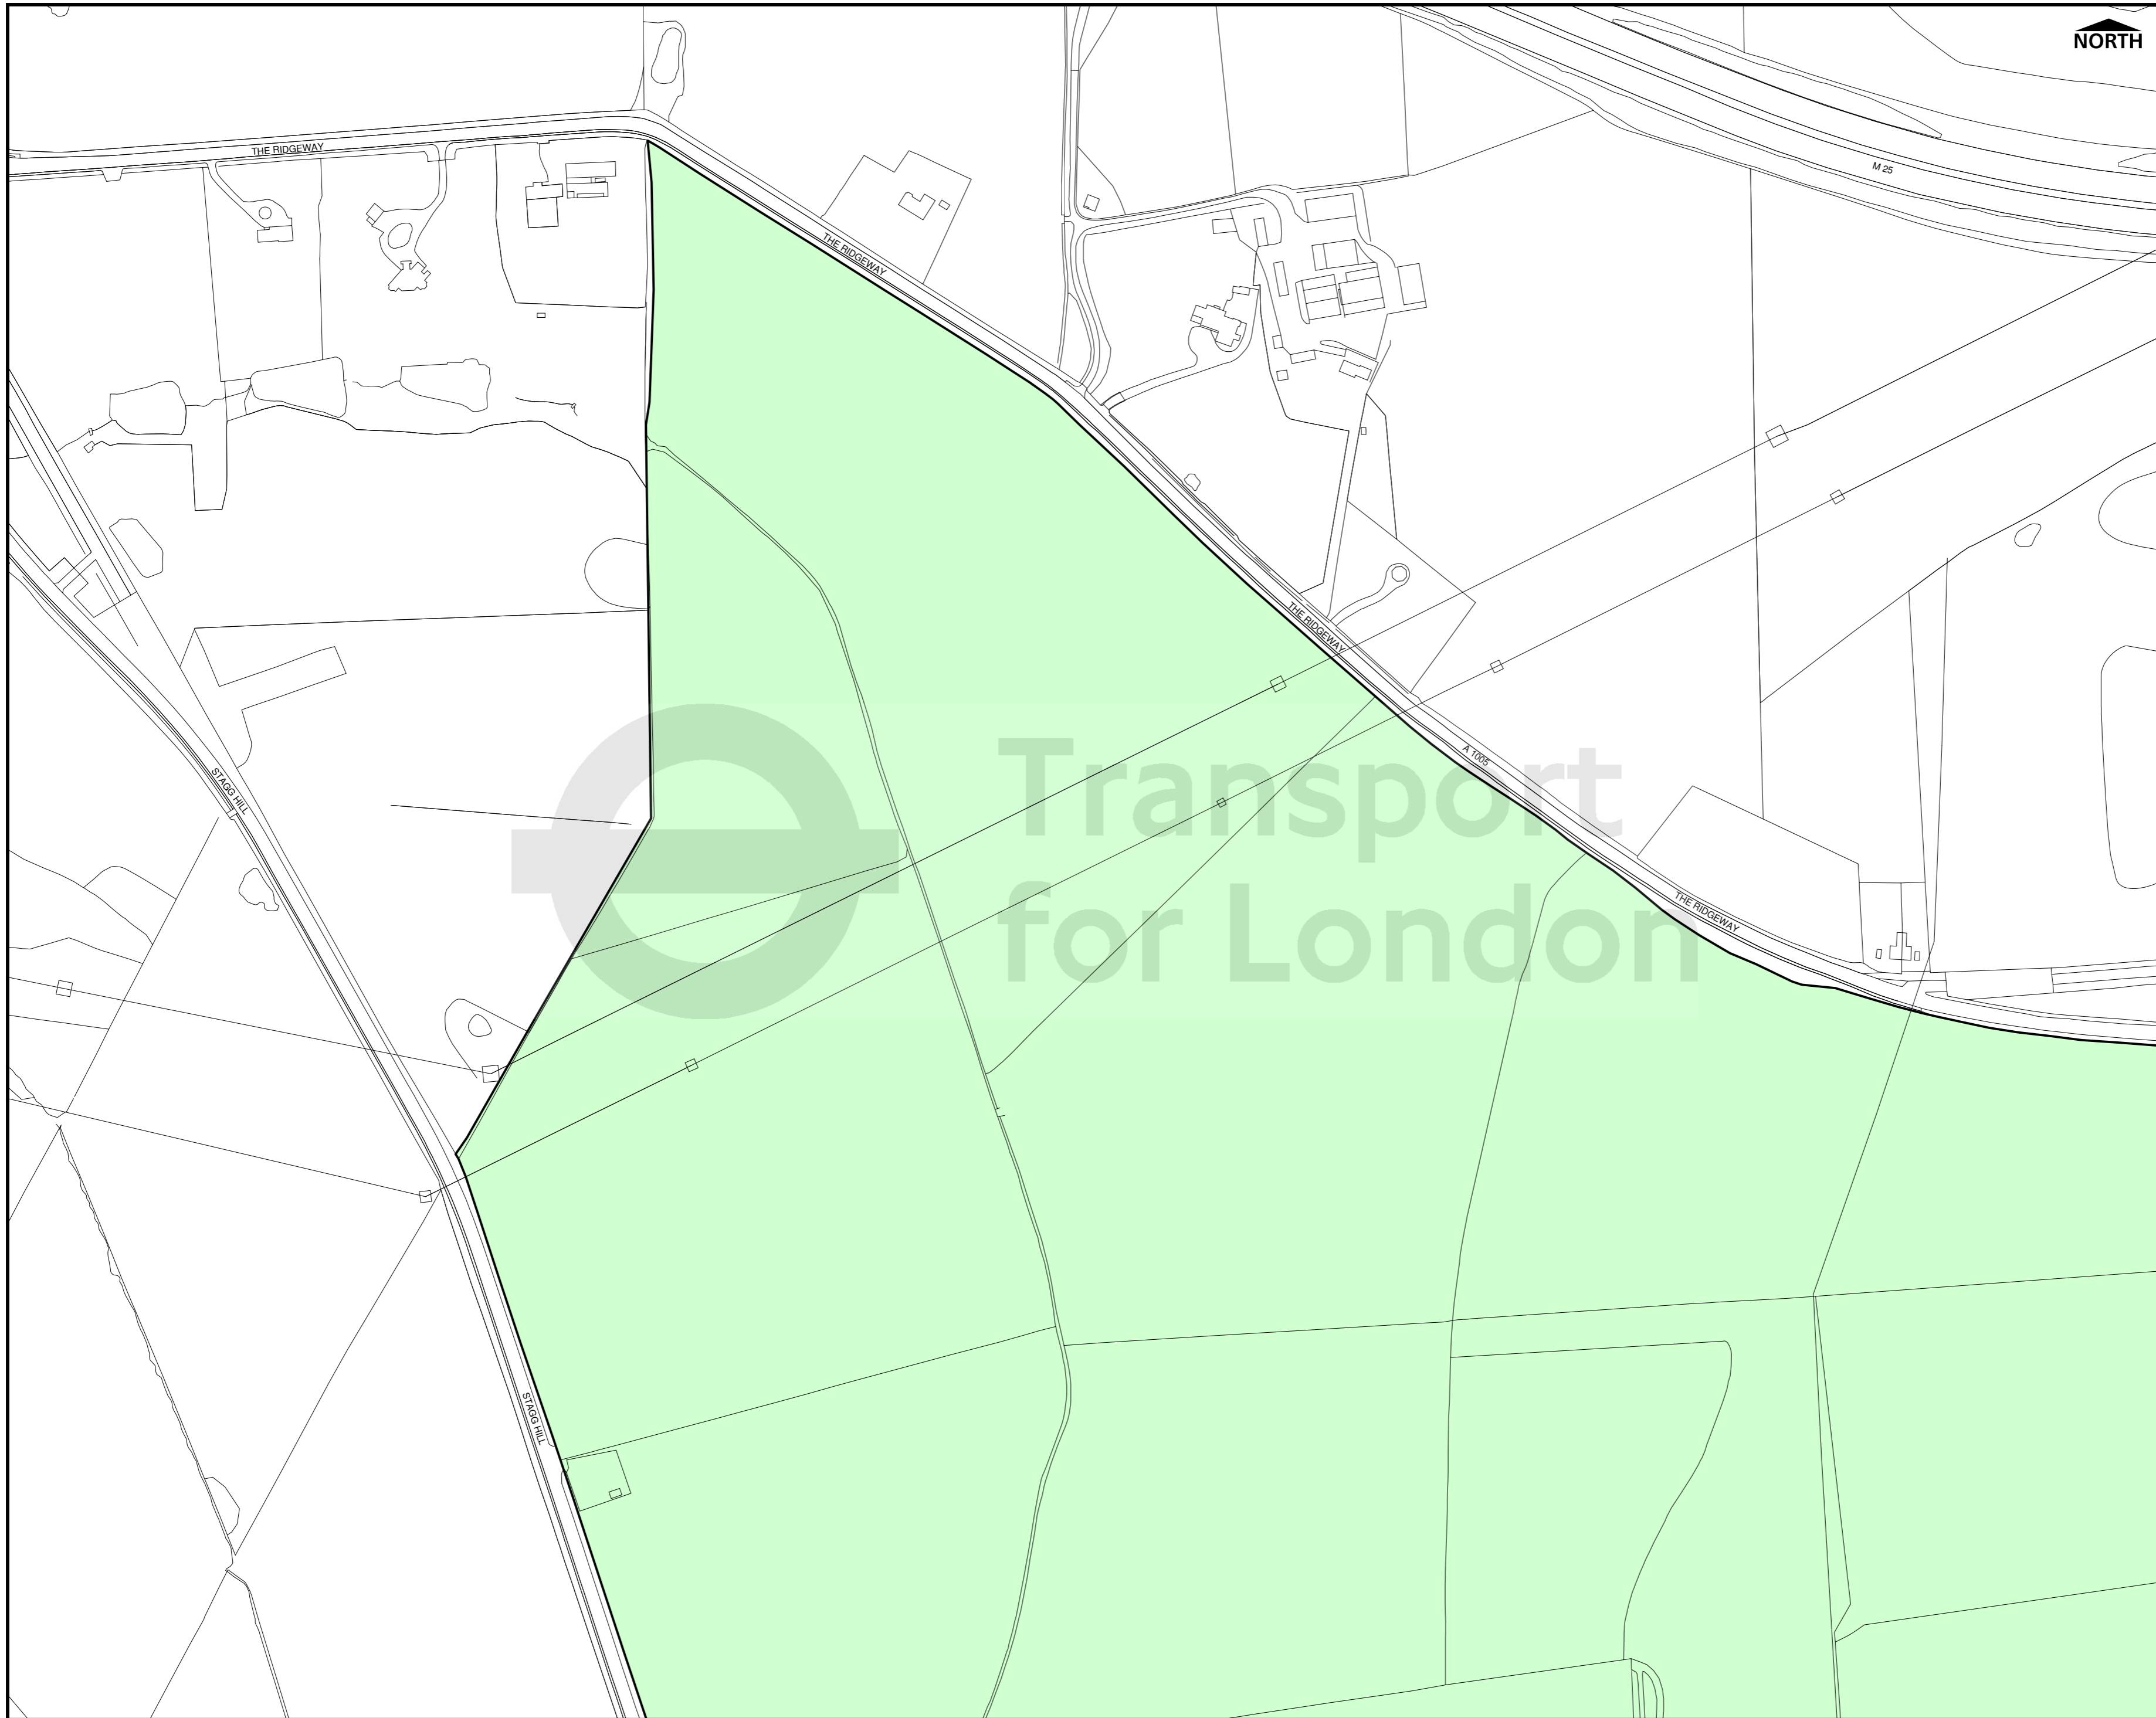 NORTH
THE RIDGEWAY
M 25
THE RIDGEWAY
THE RIDGEWAY
STAGG HILL
A 1005
Transport
for London
THE RIDGEWAY
STAGG HILL